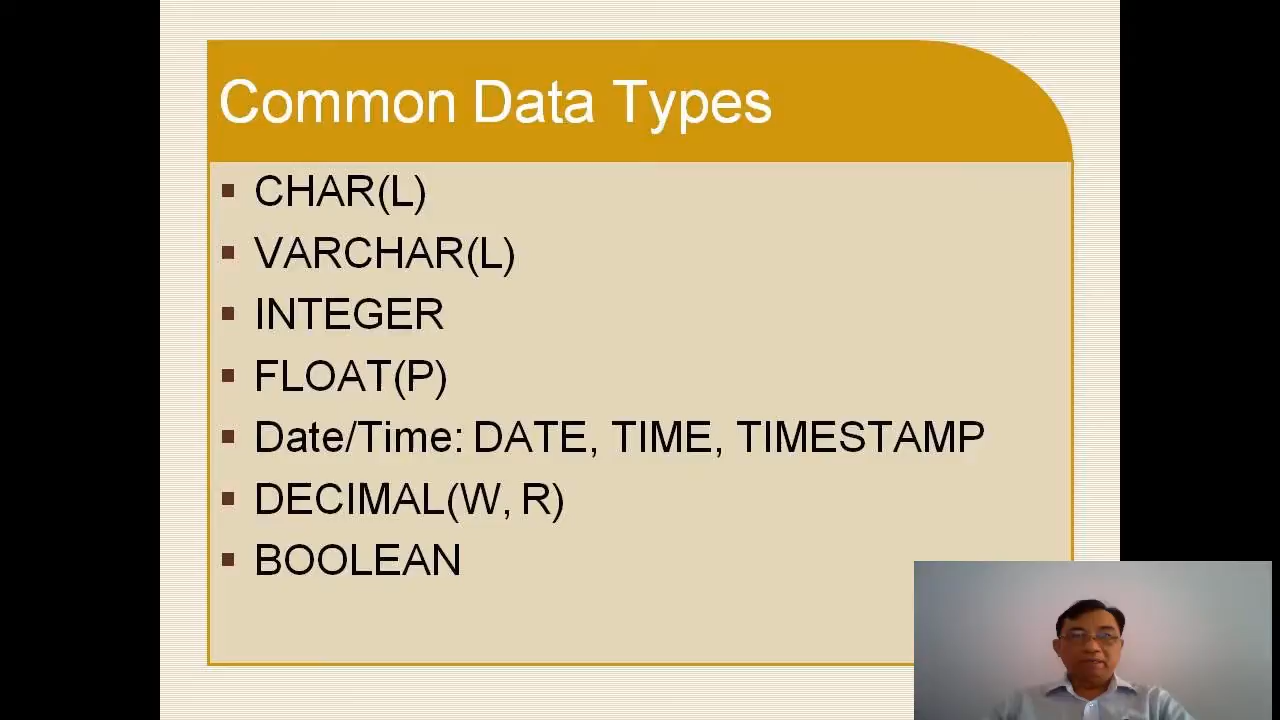 Common Data Types
CHAR(L)
VARCHAR(L)
INTEGER
FLOAT(P)
Date/Time: DATE, TIME, TIMESTAMP
DECIMAL(W, R)
BOOLEAN